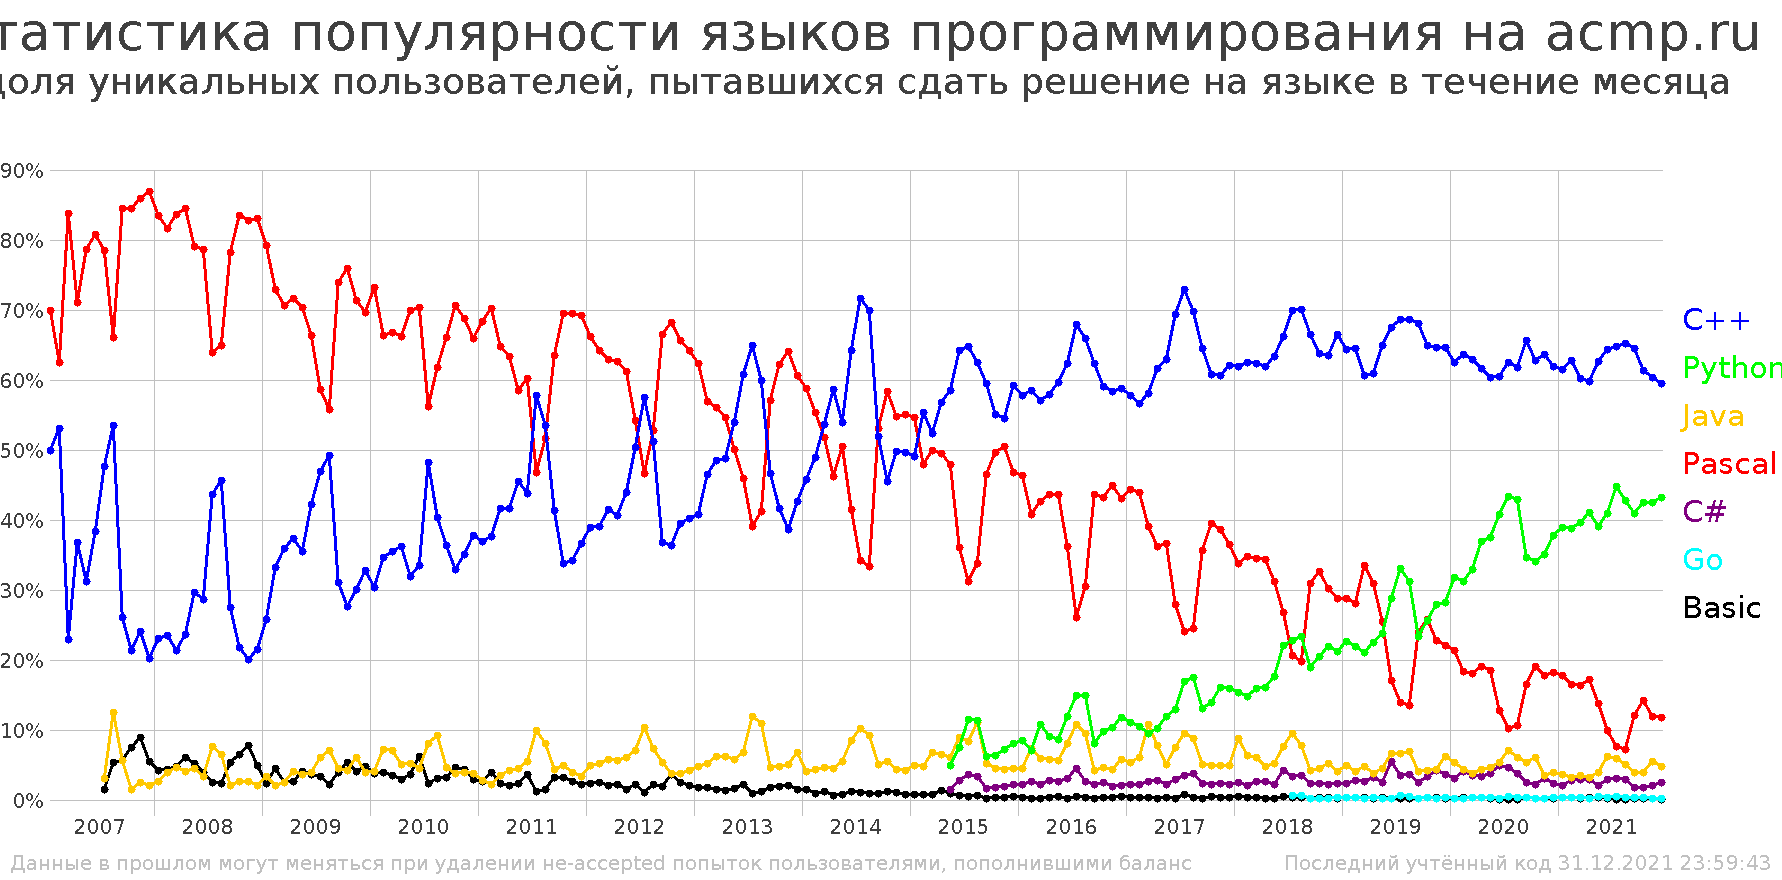 татистика популярности языков программирования на acmp.ru
доля уникальных пользователей, пытавшихся сдать решение на языке в течение месяца
90%
80%
70%
60%
50%
40%
30%
20%
10%
0%
C++
Python
Java
Pascal
C#
Go
Basic
2007 2008 2009 2010 2011 2012 2013 2014 2015 2016 2017 2018 2019 2020 2021
Данные в прошлом могут меняться при удалении не-accepted попыток пользователями, пополнившими баланс
Последний учтённый код 31.12.2021 23:59:43